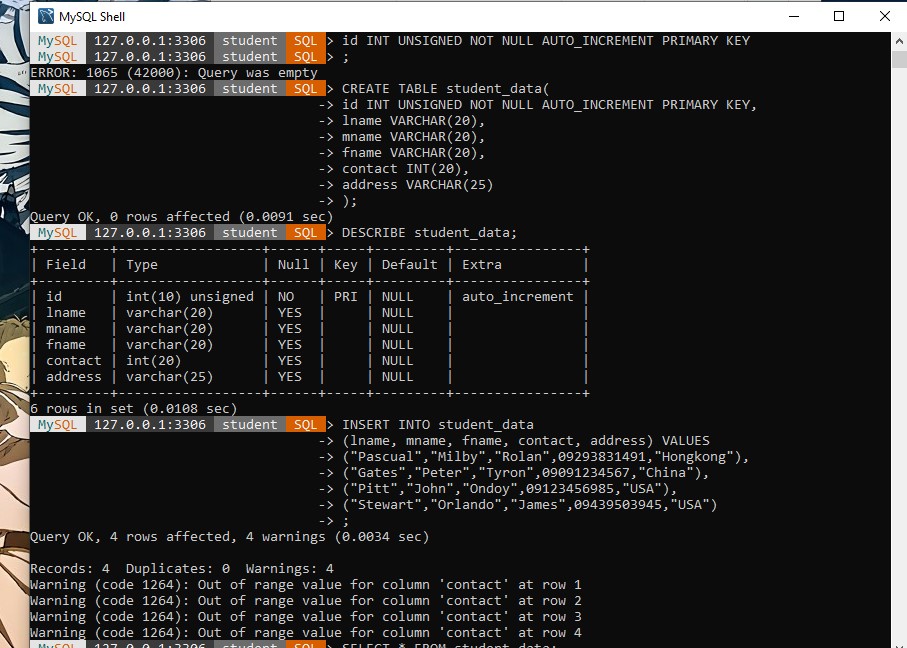 MySQL Shell
MySQL 127.0.0.1:3306 student SQL > id INT UNSIGNED NOT NULL AUTO_INCREMENT PRIMARY KEY
MySQL 127.0.0.1:3306 student SQL > ;
ERROR: 1065 (42000): Query was empty
MySQL 127.0.0.1:3306 student SQL > CREATE TABLE student_data(
-> id INT UNSIGNED NOT NULL AUTO_INCREMENT PRIMARY KEY,
-> lname VARCHAR(20),
-> mname VARCHAR(20),
-> fname VARCHAR(20),
-> contact INT(20),
-> address VARCHAR(25)
-> );
Query OK, 0 rows affected (0.0091 sec)
MySQL 127.0.0.1:3306 student SQL > DESCRIBE student_data;
+---------+------------------+------+-----+---------+----------------+
| Field | Type | Null | Key | Default | Extra |
+---------+------------------+------+-----+---------+----------------+
| id | int(10) unsigned | NO | PRI | NULL | auto_increment |
| lname | varchar(20) | YES | | NULL | |
| mname | varchar(20) | YES | | NULL | |
| fname | varchar(20) | YES | | NULL | |
| contact | int(20) | YES | | NULL | |
| address | varchar(25) | YES | | NULL | |
+---------+------------------+------+-----+---------+----------------+
6 rows in set (0.0108 sec)
MySQL 127.0.0.1:3306 student SQL > INSERT INTO student_data
-> (lname, mname, fname, contact, address) VALUES
-> ("Pascual","Milby","Rolan",09293831491,"Hongkong"),
-> ("Gates","Peter","Tyron",09091234567,"China"),
-> ("Pitt","John","Ondoy",09123456985,"USA"),
-> ("Stewart","Orlando","James",09439503945,"USA")
-> ;
Query OK, 4 rows affected, 4 warnings (0.0034 sec)
Records: 4 Duplicates: 0 Warnings: 4
Warning (code 1264): Out of range value for column 'contact' at row 1
Warning (code 1264): Out of range value for column 'contact' at row 2
Warning (code 1264): Out of range value for column 'contact' at row 3
Warning (code 1264): Out of range value for column 'contact' at row 4
MySQL 127.0.0.1:3306 student SQL > SELECT * FROM student_data;